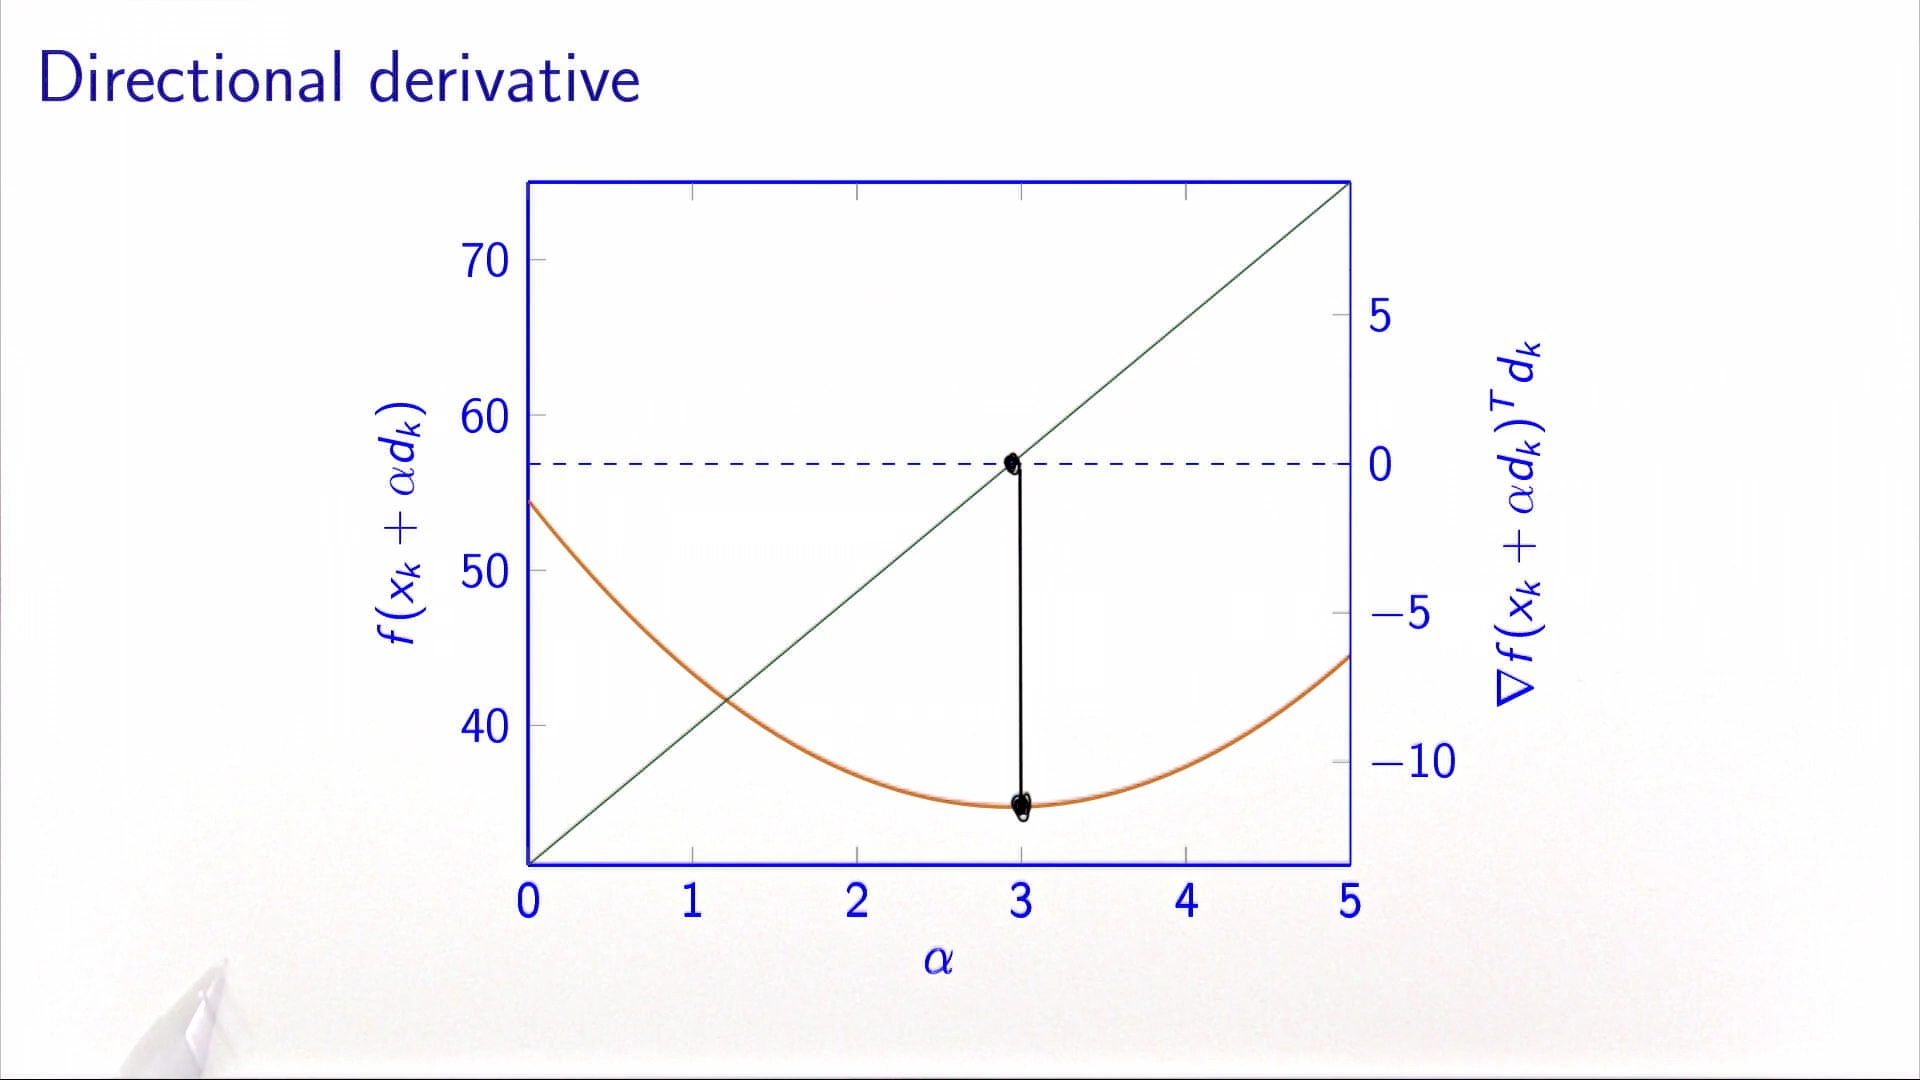 Directional derivative
70
60
50
40
f(x_k + αd_k)
5
0
−5
−10
∇f(x_k + αd_k)^T d_k
0 1 2 3 4 5
α